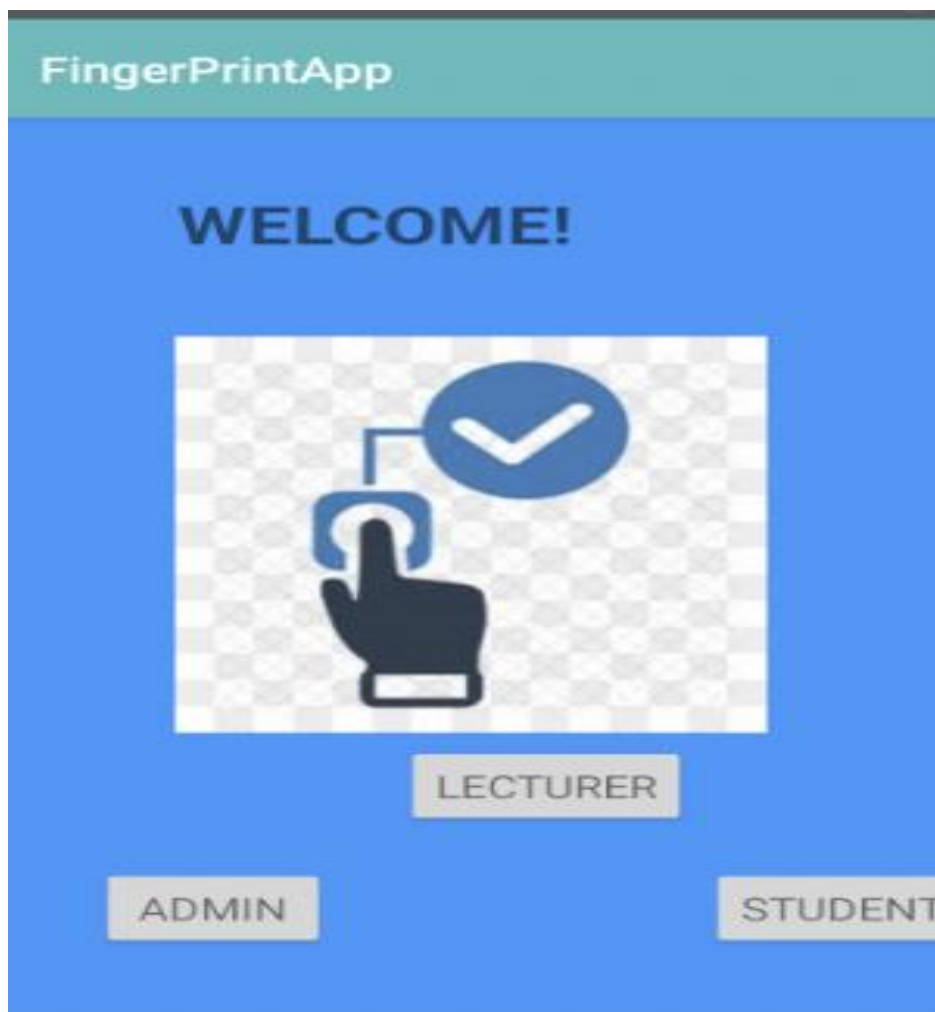 FingerPrintApp
WELCOME!
LECTURER
ADMIN
STUDENT